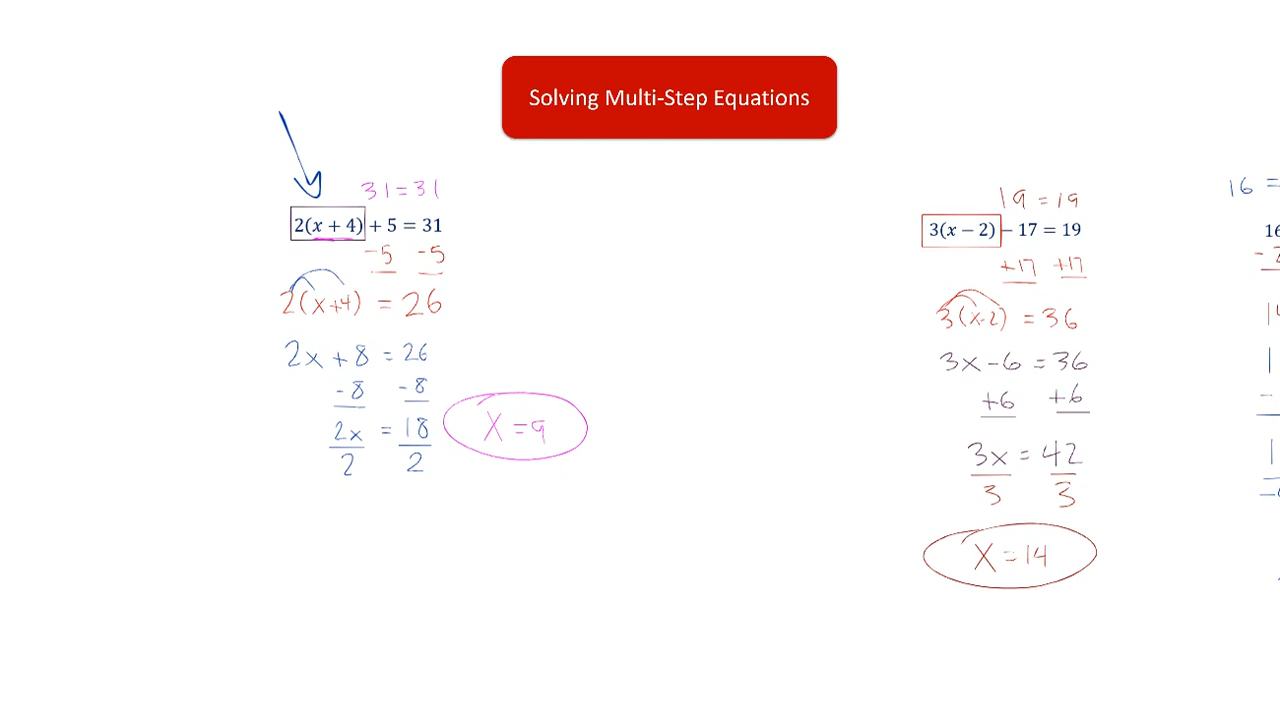 Solving Multi-Step Equations
31 = 31
2(x + 4) + 5 = 31
-5 -5
2(x+4) = 26
2x + 8 = 26
-8 -8
2x = 18
2 2
x = 9
19 = 19
3(x − 2) − 17 = 19
+17 +17
3(x-2) = 36
3x - 6 = 36
+6 +6
3x = 42
3 3
x = 14
16 =